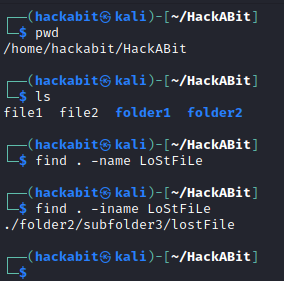 ┌──(hackabit㉿kali)-[~/HackABit]
└─$ pwd
/home/hackabit/HackABit
┌──(hackabit㉿kali)-[~/HackABit]
└─$ ls
file1  file2  folder1  folder2
┌──(hackabit㉿kali)-[~/HackABit]
└─$ find . -name LoStFiLe
┌──(hackabit㉿kali)-[~/HackABit]
└─$ find . -iname LoStFiLe
./folder2/subfolder3/lostFile
┌──(hackabit㉿kali)-[~/HackABit]
└─$